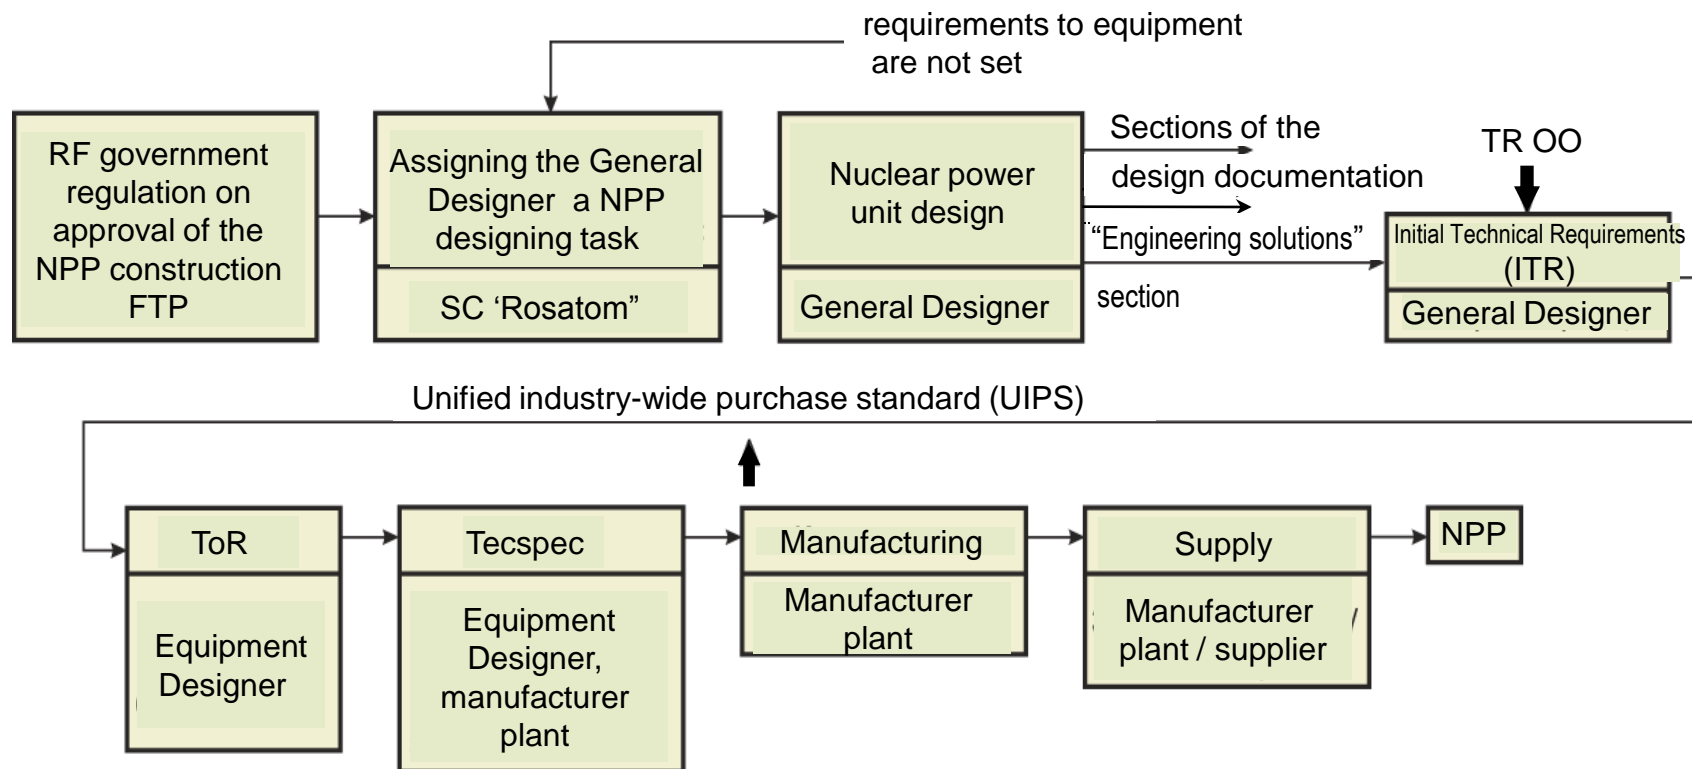 requirements to equipment
are not set
RF government
regulation on
approval of the
NPP construction
FTP
Assigning the General
Designer a NPP
designing task
SC ‘Rosatom”
Nuclear power
unit design
General Designer
Sections of the
design documentation
“Engineering solutions”
section
TR OO
Initial Technical Requirements
(ITR)
General Designer
Unified industry-wide purchase standard (UIPS)
ToR
Equipment
Designer
Tecspec
Equipment
Designer,
manufacturer
plant
Manufacturing
Manufacturer
plant
Supply
Manufacturer
plant / supplier
NPP